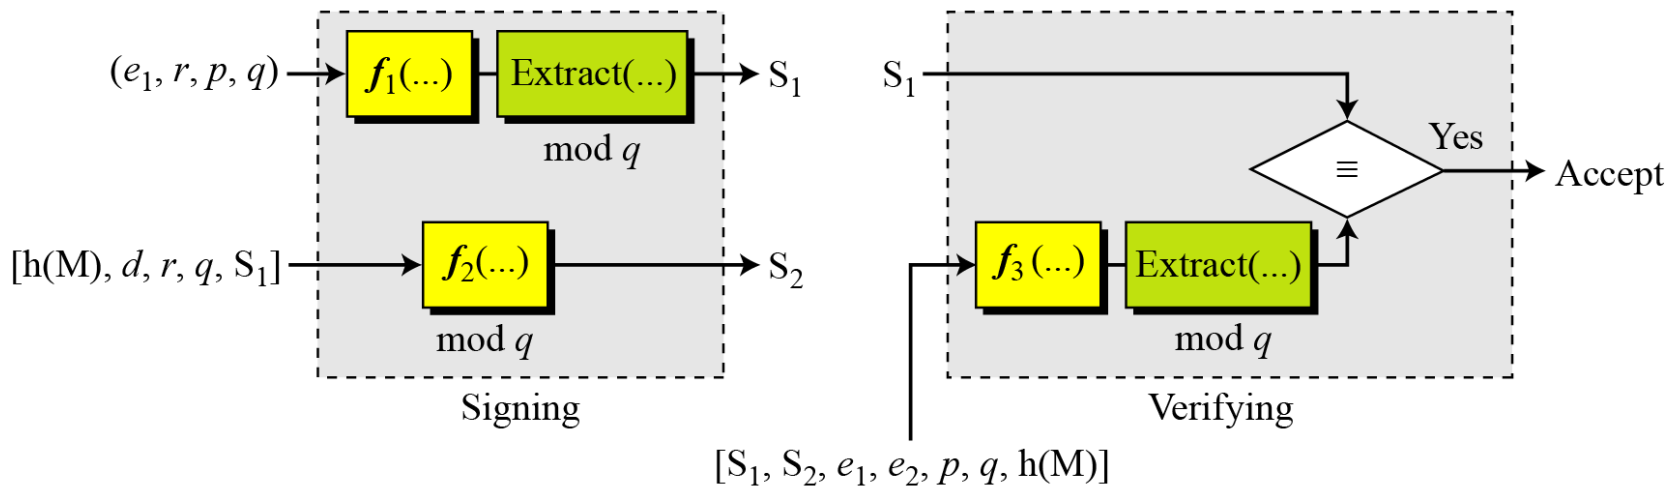 (e₁, r, p, q)
f₁(...)
Extract(...)
mod q
S₁
[h(M), d, r, q, S₁]
f₂(...)
mod q
S₂
Signing
S₁
≡
Yes
Accept
f₃(...)
Extract(...)
mod q
Verifying
[S₁, S₂, e₁, e₂, p, q, h(M)]